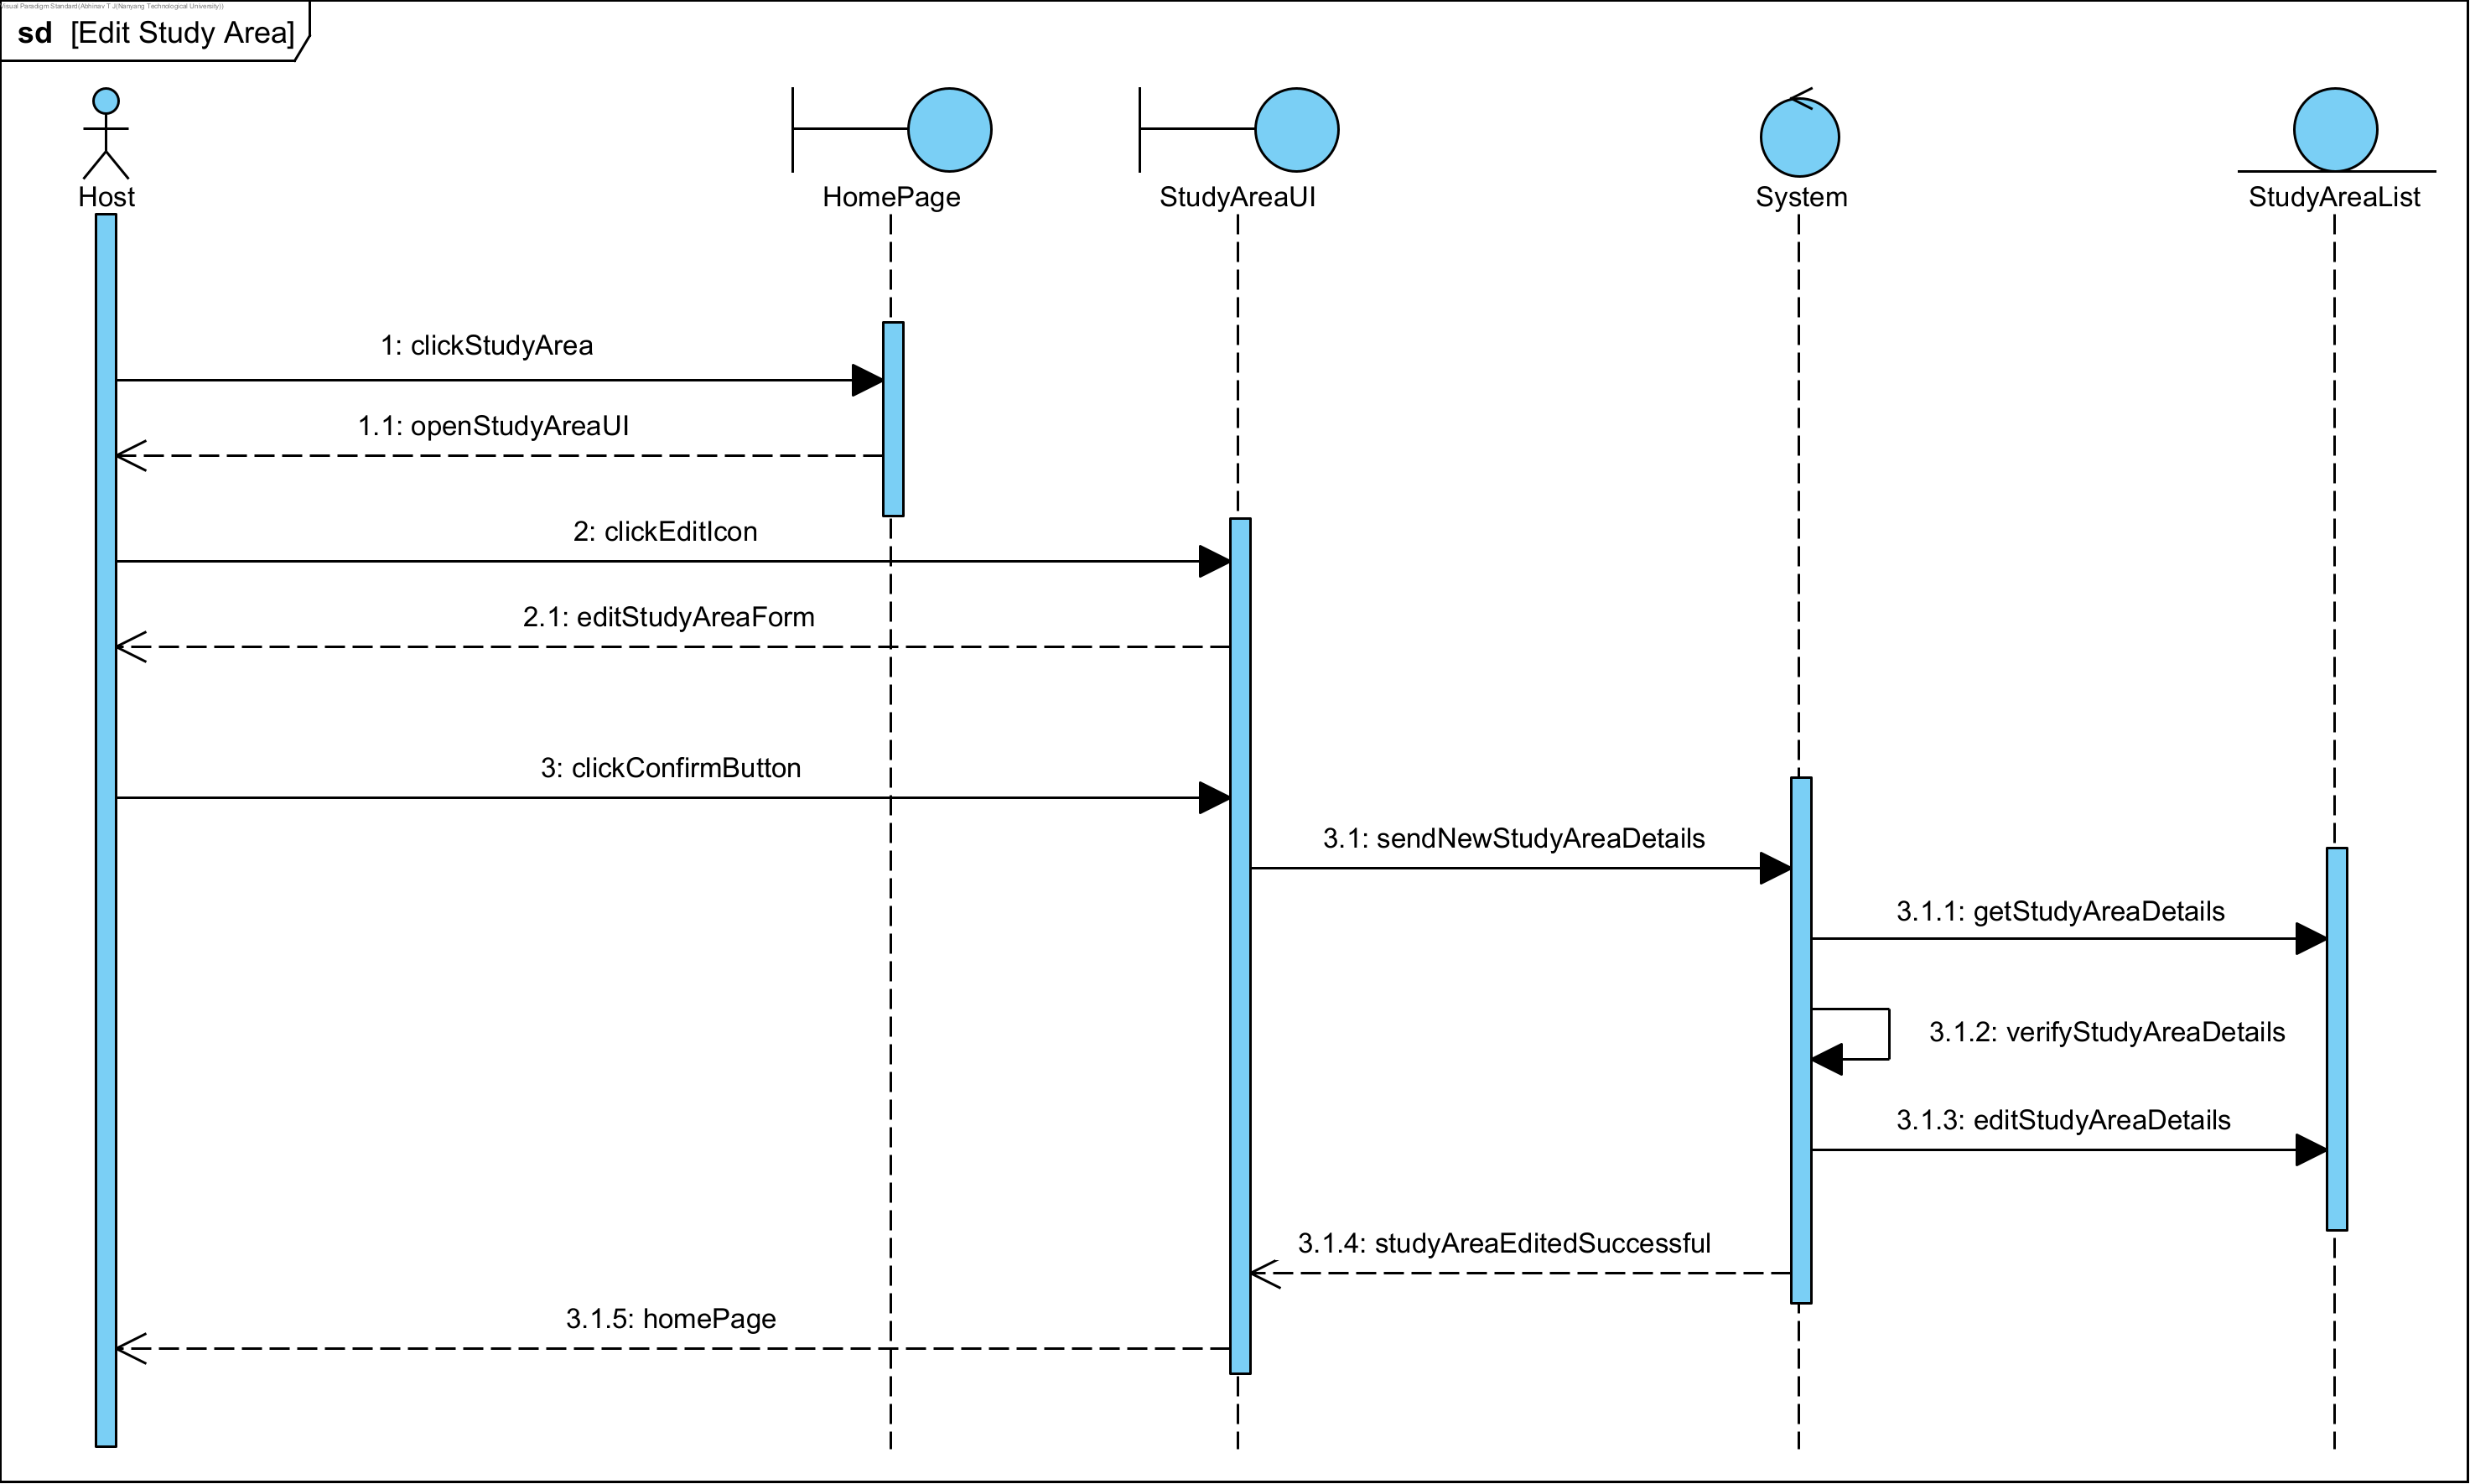 Visual Paradigm Standard(Abhinav T J(Nanyang Technological University))
sd [Edit Study Area]
Host
HomePage
StudyAreaUI
System
StudyAreaList
1: clickStudyArea
1.1: openStudyAreaUI
2: clickEditIcon
2.1: editStudyAreaForm
3: clickConfirmButton
3.1: sendNewStudyAreaDetails
3.1.1: getStudyAreaDetails
3.1.2: verifyStudyAreaDetails
3.1.3: editStudyAreaDetails
3.1.4: studyAreaEditedSuccessful
3.1.5: homePage